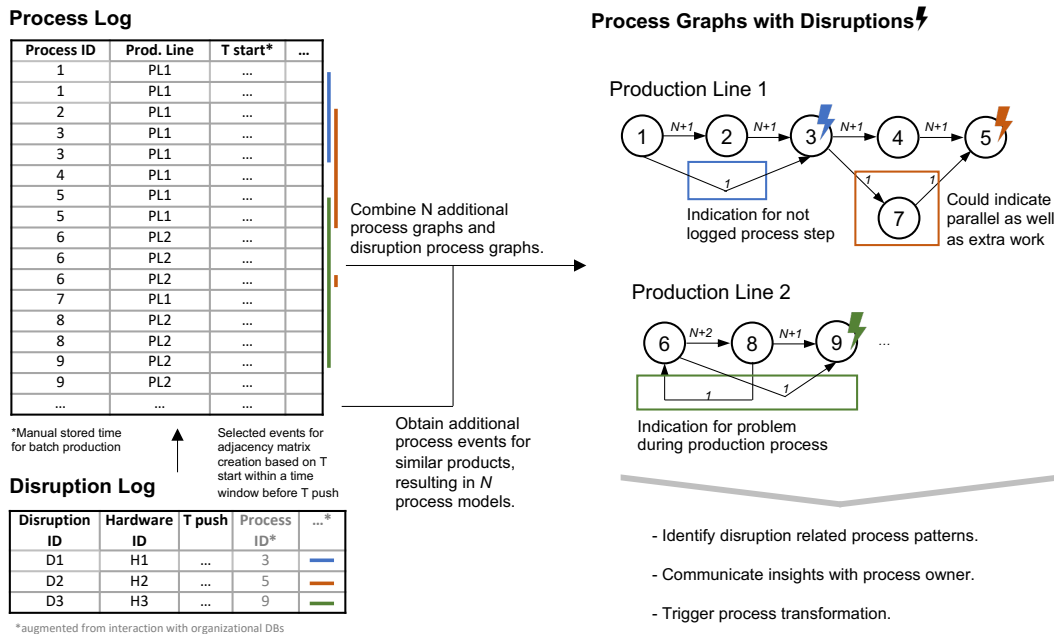 Process Log
Process ID Prod. Line T start* ...
1 PL1 ...
1 PL1 ...
2 PL1 ...
3 PL1 ...
3 PL1 ...
4 PL1 ...
5 PL1 ...
5 PL1 ...
6 PL2 ...
6 PL2 ...
6 PL2 ...
7 PL1 ...
8 PL2 ...
8 PL2 ...
9 PL2 ...
9 PL2 ...
... ... ...
*Manual stored time
for batch production
Selected events for
adjacency matrix
creation based on T
start within a time
window before T push
Disruption Log
Disruption Hardware T push Process ...*
ID ID ID*
D1 H1 ... 3
D2 H2 ... 5
D3 H3 ... 9
*augmented from interaction with organizational DBs
Combine N additional
process graphs and
disruption process graphs.
Obtain additional
process events for
similar products,
resulting in N
process models.
Process Graphs with Disruptions
Production Line 1
1 N+1 2 N+1 3 N+1 4 N+1 5
1 1 1
7
Indication for not
logged process step
Could indicate
parallel as well
as extra work
Production Line 2
6 N+2 8 N+1 9 ...
1 1
Indication for problem
during production process
- Identify disruption related process patterns.
- Communicate insights with process owner.
- Trigger process transformation.